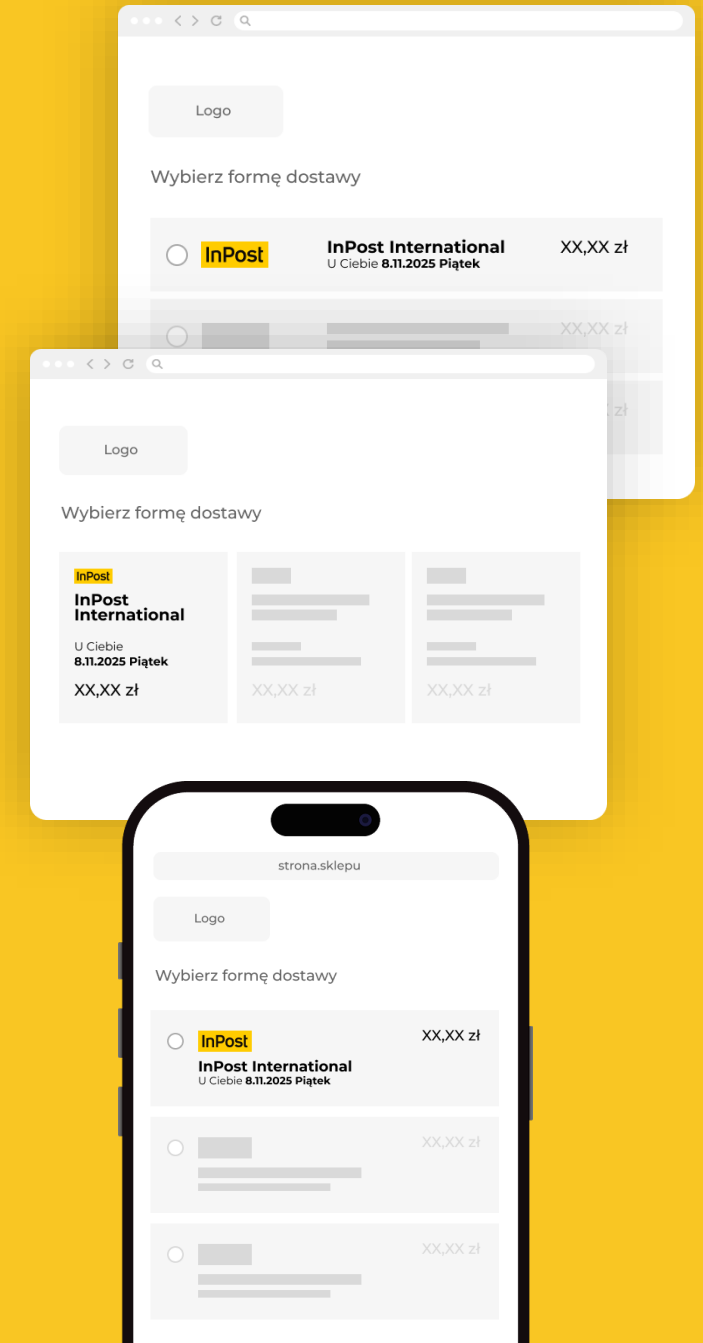 Logo
Wybierz formę dostawy
InPost InPost International XX,XX zł
U Ciebie 8.11.2025 Piątek
XX,XX zł
zł
Logo
Wybierz formę dostawy
InPost
InPost
International
U Ciebie
8.11.2025 Piątek
XX,XX zł XX,XX zł XX,XX zł
strona.sklepu
Logo
Wybierz formę dostawy
InPost XX,XX zł
InPost International
U Ciebie 8.11.2025 Piątek
XX,XX zł
XX,XX zł